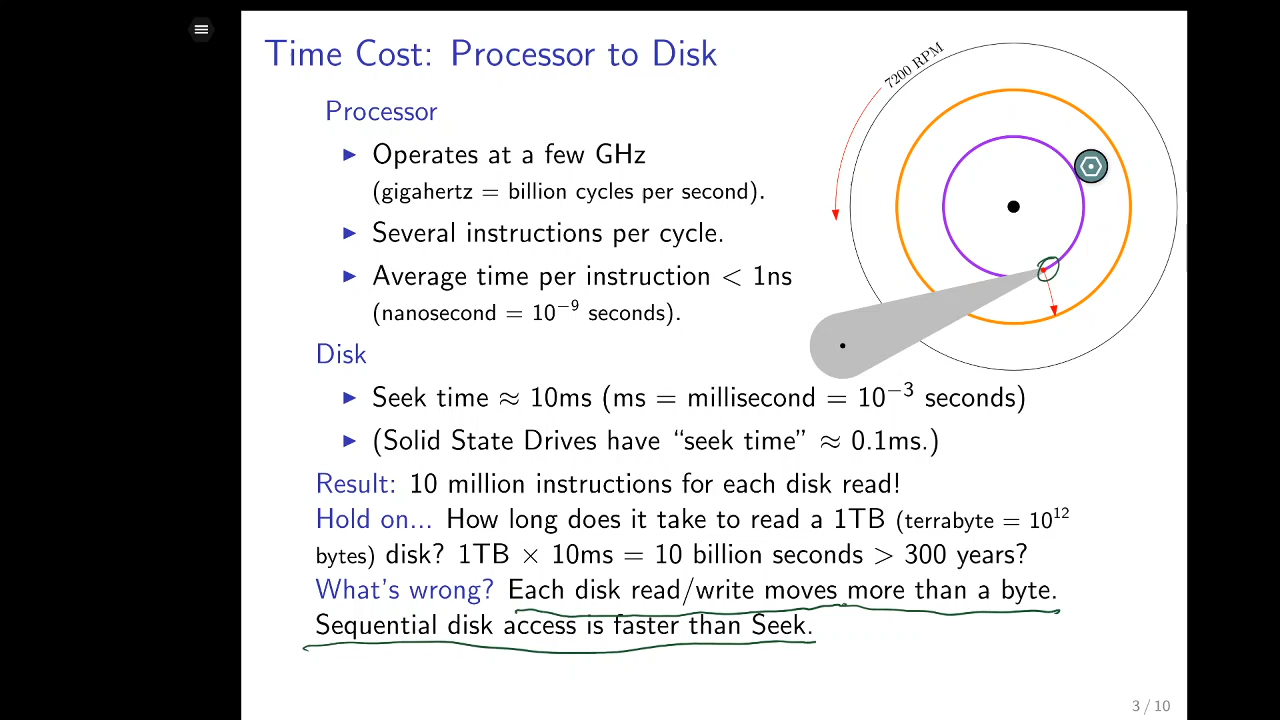 Time Cost: Processor to Disk
7200 RPM
Processor
▶ Operates at a few GHz
(gigahertz = billion cycles per second).
▶ Several instructions per cycle.
▶ Average time per instruction < 1ns
(nanosecond = 10⁻⁹ seconds).
Disk
▶ Seek time ≈ 10ms (ms = millisecond = 10⁻³ seconds)
▶ (Solid State Drives have “seek time” ≈ 0.1ms.)
Result: 10 million instructions for each disk read!
Hold on... How long does it take to read a 1TB (terrabyte = 10¹²
bytes) disk? 1TB × 10ms = 10 billion seconds > 300 years?
What's wrong? Each disk read/write moves more than a byte.
Sequential disk access is faster than Seek.
3 / 10